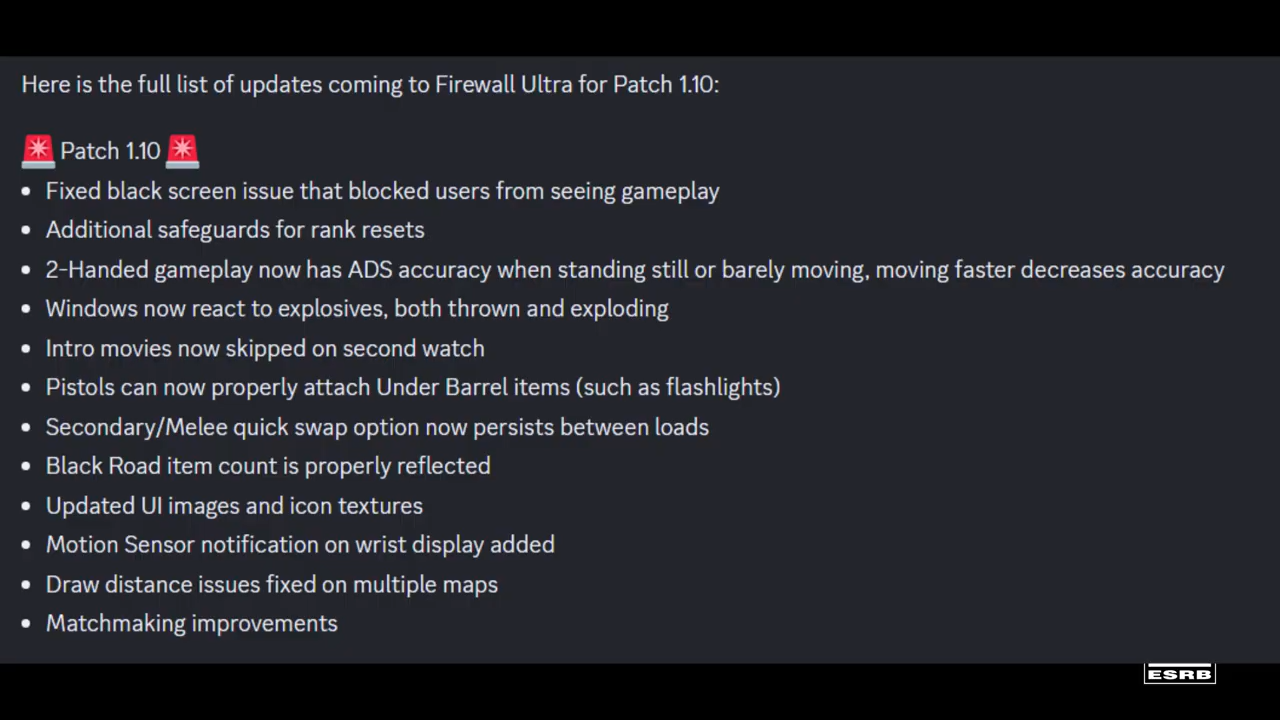 Here is the full list of updates coming to Firewall Ultra for Patch 1.10:
🚨 Patch 1.10 🚨
• Fixed black screen issue that blocked users from seeing gameplay
• Additional safeguards for rank resets
• 2-Handed gameplay now has ADS accuracy when standing still or barely moving, moving faster decreases accuracy
• Windows now react to explosives, both thrown and exploding
• Intro movies now skipped on second watch
• Pistols can now properly attach Under Barrel items (such as flashlights)
• Secondary/Melee quick swap option now persists between loads
• Black Road item count is properly reflected
• Updated UI images and icon textures
• Motion Sensor notification on wrist display added
• Draw distance issues fixed on multiple maps
• Matchmaking improvements
ESRB